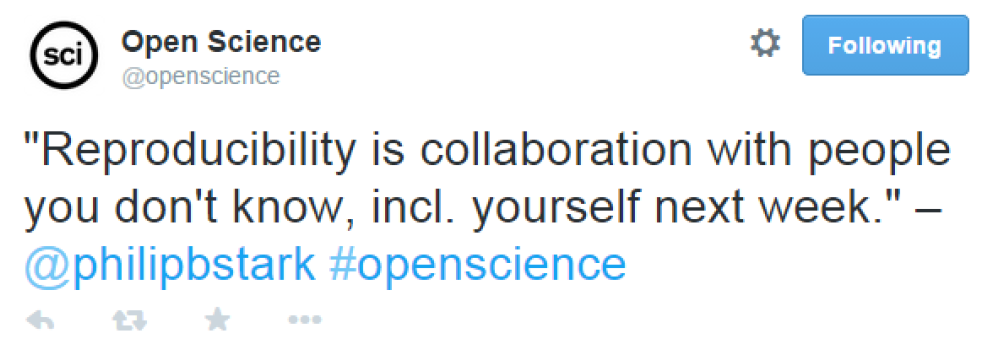 sci
Open Science
@openscience
Following
"Reproducibility is collaboration with people
you don't know, incl. yourself next week." –
@philipbstark #openscience